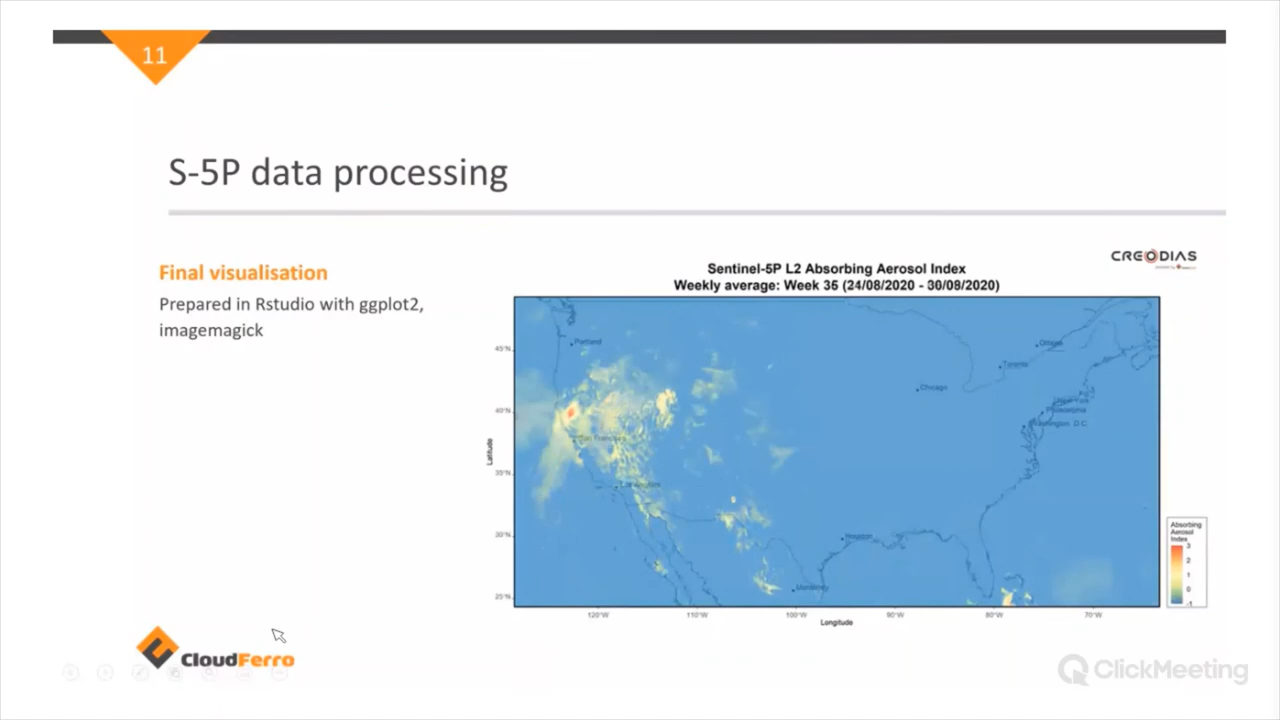 11
S-5P data processing
Final visualisation
Prepared in Rstudio with ggplot2,
imagemagick
CREODIAS
Sentinel-5P L2 Absorbing Aerosol Index
Weekly average: Week 35 (24/08/2020 - 30/08/2020)
45°N
40°N
35°N
30°N
25°N
Latitude
Portland
San Francisco
Los Angeles
Chicago
Ottawa
Toronto
New York
Philadelphia
Washington D.C.
Houston
Monterrey
120°W
110°W
100°W
90°W
80°W
70°W
Longitude
Absorbing
Aerosol
Index
3
2
1
0
-1
CloudFerro
ClickMeeting